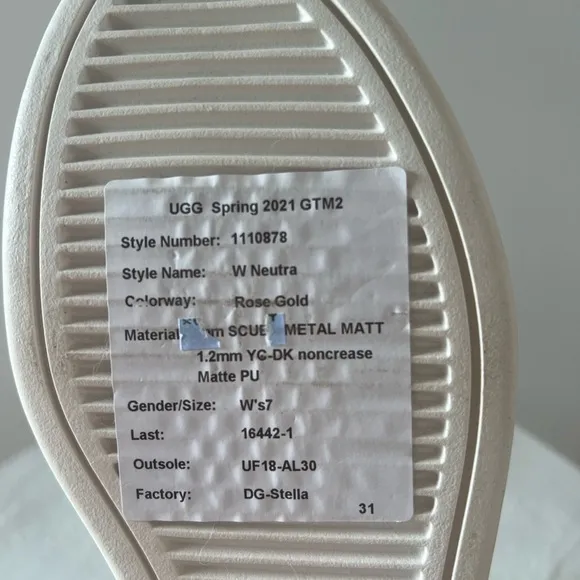 UGG Spring 2021 GTM2
Style Number: 1110878
Style Name: W Neutra
Colorway: Rose Gold
Material METAL MATT
1.2mm YC-DK noncrease
Matte PU
Gender/Size: W's7
Last: 16442-1
Outsole: UF18-AL30
Factory: DG-Stella
31